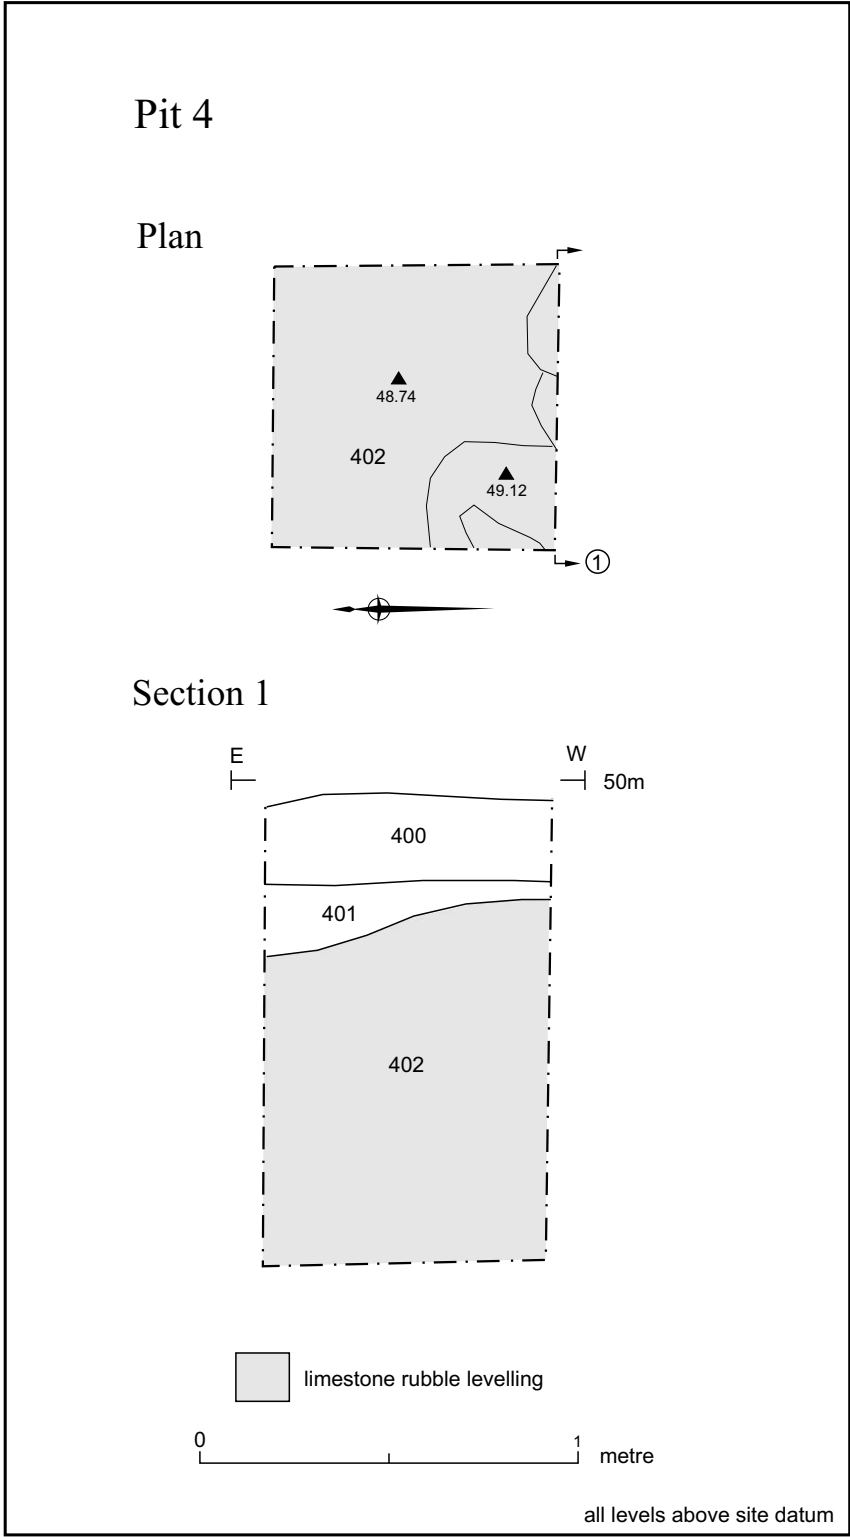 Pit 4
Plan
48.74
402
49.12
1
Section 1
E W
50m
400
401
402
limestone rubble levelling
0 1
metre
all levels above site datum